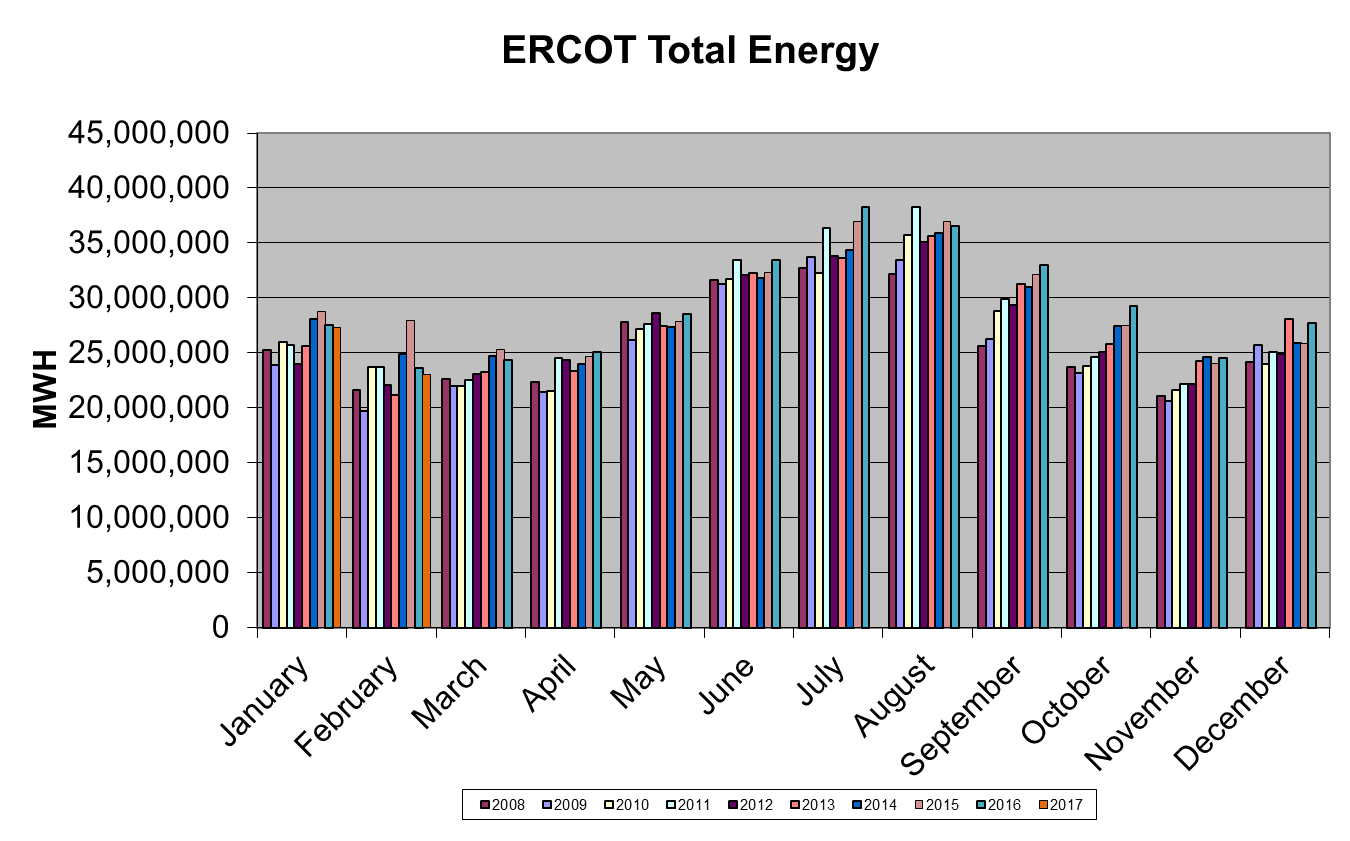 ERCOT Total Energy
45,000,000
40,000,000
35,000,000
30,000,000
25,000,000
20,000,000
15,000,000
10,000,000
5,000,000
0
MWH
January
February
March
April
May
June
July
August
September
October
November
December
2008 2009 2010 2011 2012 2013 2014 2015 2016 2017